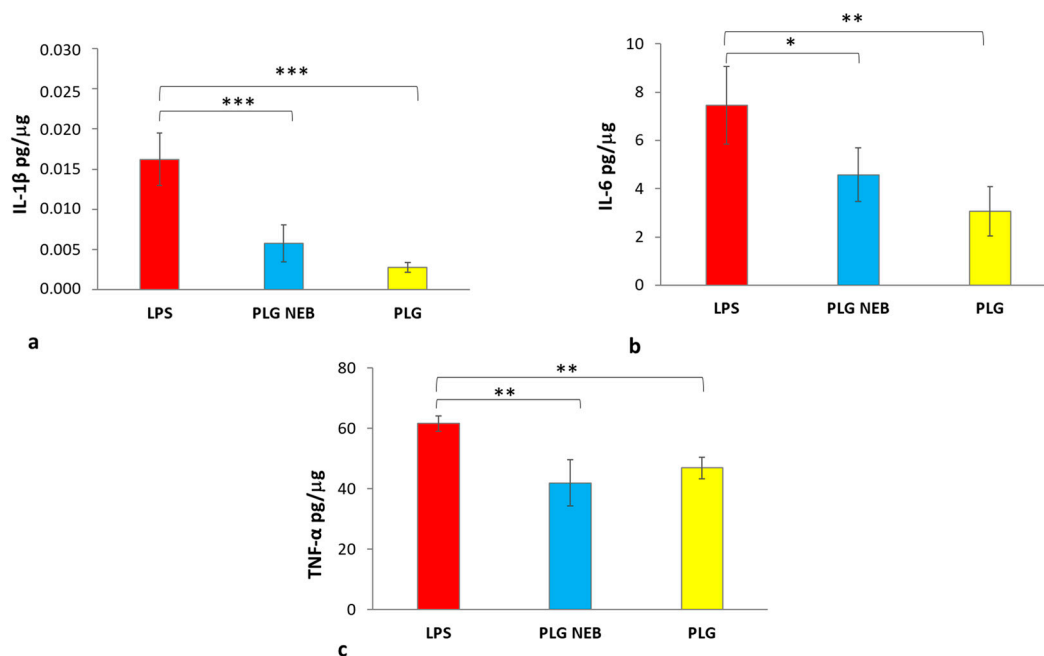 0.030
0.025
0.020
0.015
0.010
0.005
0.000
IL-1β pg/μg
***
***
LPS PLG NEB PLG
a
10
8
6
4
2
0
IL-6 pg/μg
**
*
LPS PLG NEB PLG
b
80
60
40
20
0
TNF-α pg/μg
**
**
LPS PLG NEB PLG
c